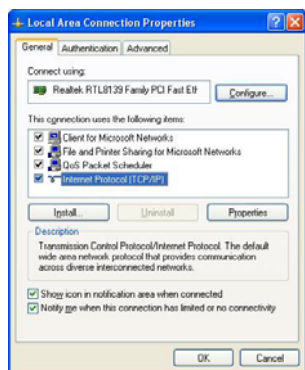 Local Area Connection Properties
General Authentication Advanced
Connect using:
Realtek RTL8139 Family PCI Fast Eth
Configure...
This connection uses the following items:
Client for Microsoft Networks
File and Printer Sharing for Microsoft Networks
QoS Packet Scheduler
Internet Protocol (TCP/IP)
Install... Uninstall Properties
Description
Transmission Control Protocol/Internet Protocol. The default
wide area network protocol that provides communication
across diverse interconnected networks.
Show icon in notification area when connected
Notify me when this connection has limited or no connectivity
OK Cancel